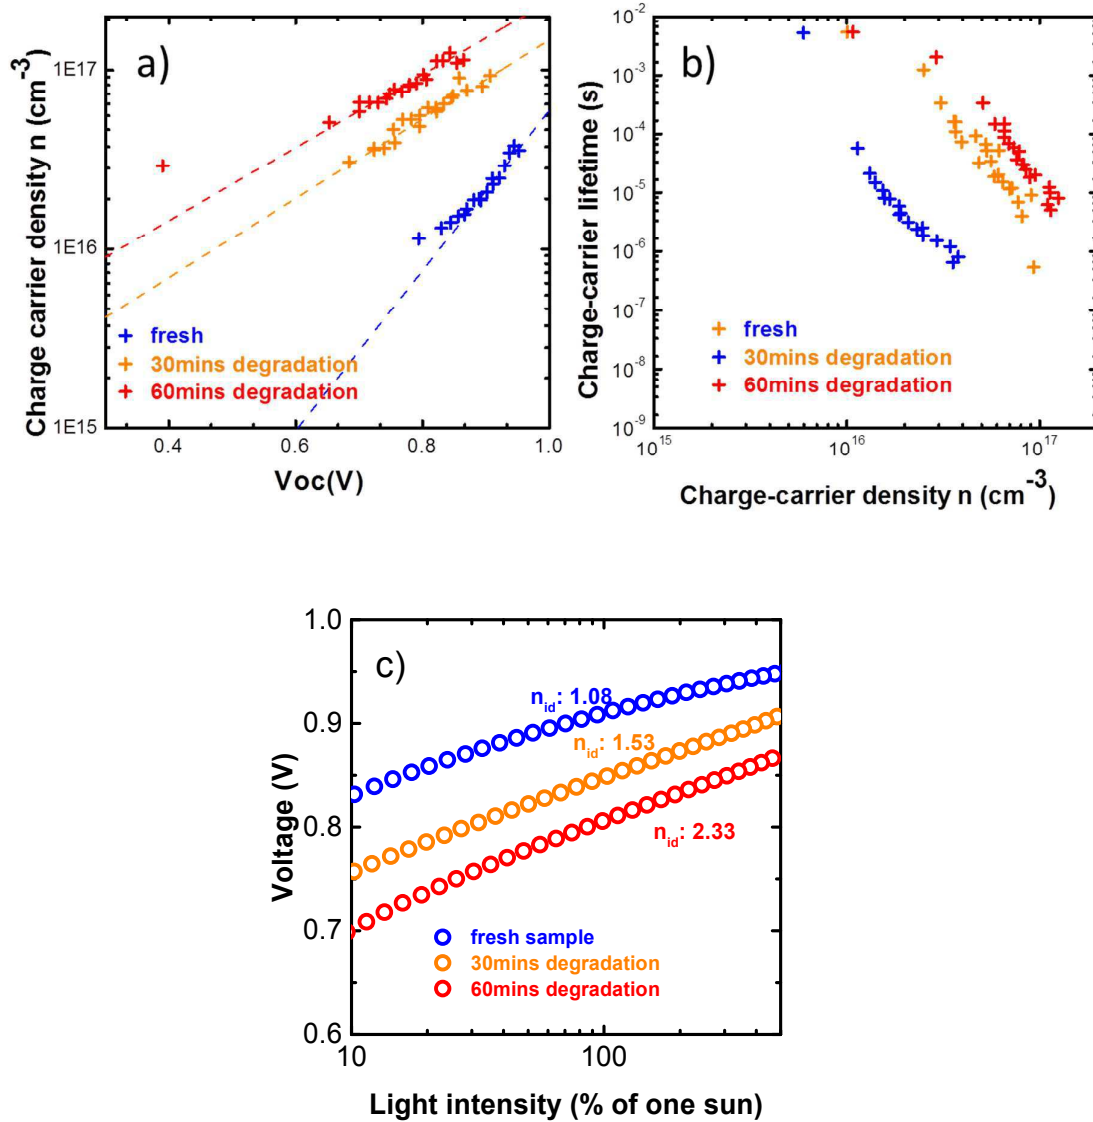 a)
Charge carrier density n (cm⁻³)
1E17
1E16
1E15
fresh
30mins degradation
60mins degradation
0.4
0.6
0.8
1.0
Voc(V)
b)
Charge-carrier lifetime (s)
10⁻²
10⁻³
10⁻⁴
10⁻⁵
10⁻⁶
10⁻⁷
10⁻⁸
10⁻⁹
fresh
30mins degradation
60mins degradation
10¹⁵
10¹⁶
10¹⁷
Charge-carrier density n (cm⁻³)
c)
Voltage (V)
1.0
0.9
0.8
0.7
0.6
n_id: 1.08
n_id: 1.53
n_id: 2.33
fresh sample
30mins degradation
60mins degradation
10
100
Light intensity (% of one sun)